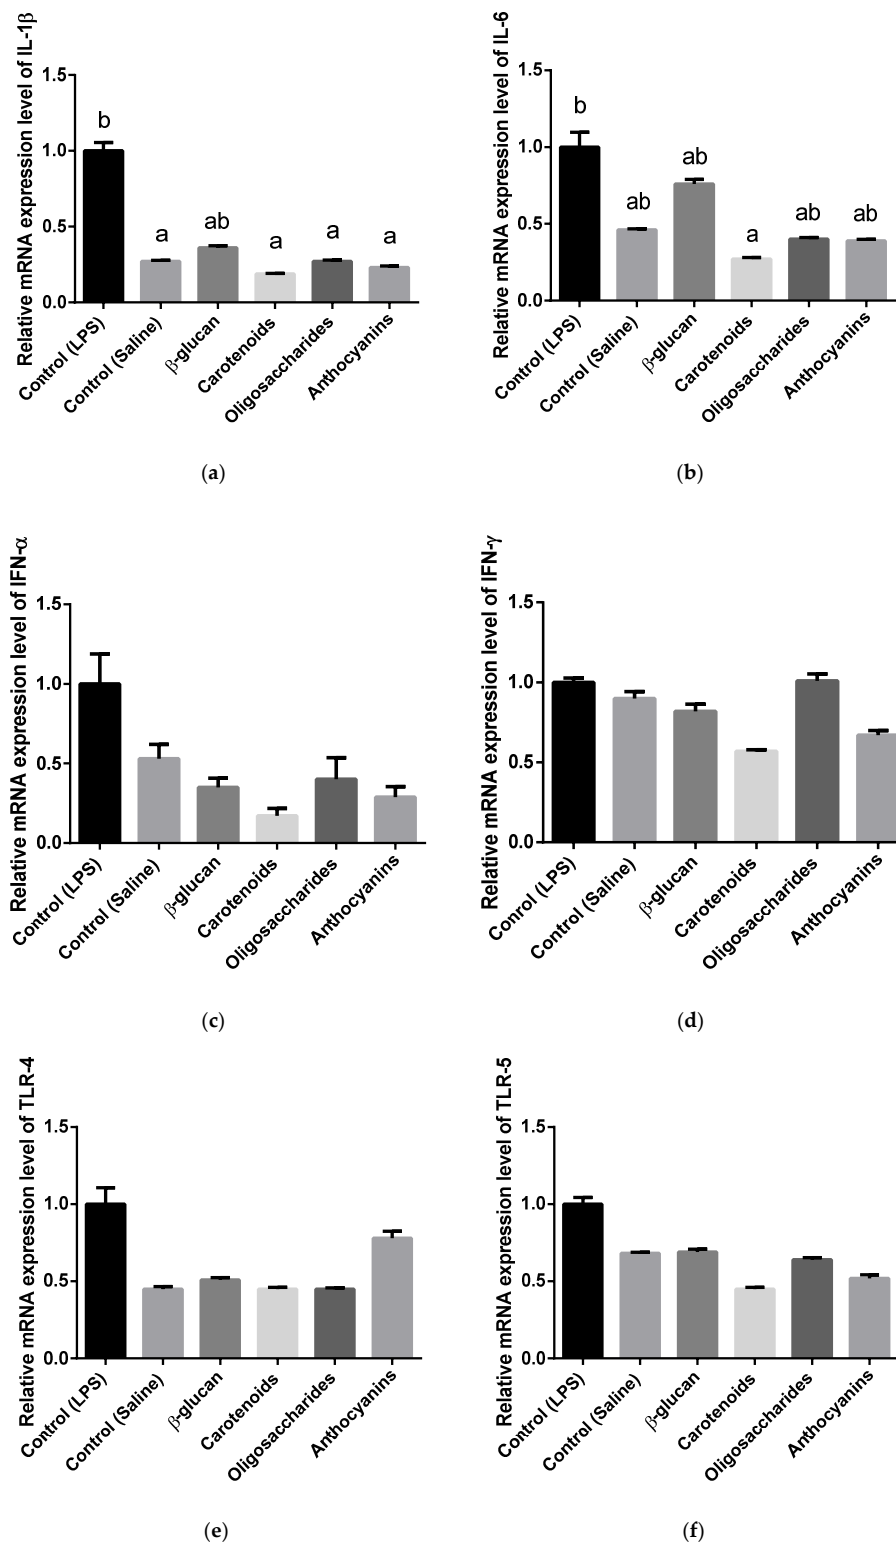 Relative mRNA expression level of IL-1β
1.5
1.0
0.5
0.0
b
a
ab
a
a
a
Control (LPS)
Control (Saline)
β-glucan
Carotenoids
Oligosaccharides
Anthocyanins
(a)
Relative mRNA expression level of IL-6
1.5
1.0
0.5
0.0
b
ab
ab
a
ab
ab
Control (LPS)
Control (Saline)
β-glucan
Carotenoids
Oligosaccharides
Anthocyanins
(b)
Relative mRNA expression level of IFN-α
1.5
1.0
0.5
0.0
Control (LPS)
Control (Saline)
β-glucan
Carotenoids
Oligosaccharides
Anthocyanins
(c)
Relative mRNA expression level of IFN-γ
1.5
1.0
0.5
0.0
Control (LPS)
Control (Saline)
β-glucan
Carotenoids
Oligosaccharides
Anthocyanins
(d)
Relative mRNA expression level of TLR-4
1.5
1.0
0.5
0.0
Control (LPS)
Control (Saline)
β-glucan
Carotenoids
Oligosaccharides
Anthocyanins
(e)
Relative mRNA expression level of TLR-5
1.5
1.0
0.5
0.0
Control (LPS)
Control (Saline)
β-glucan
Carotenoids
Oligosaccharides
Anthocyanins
(f)